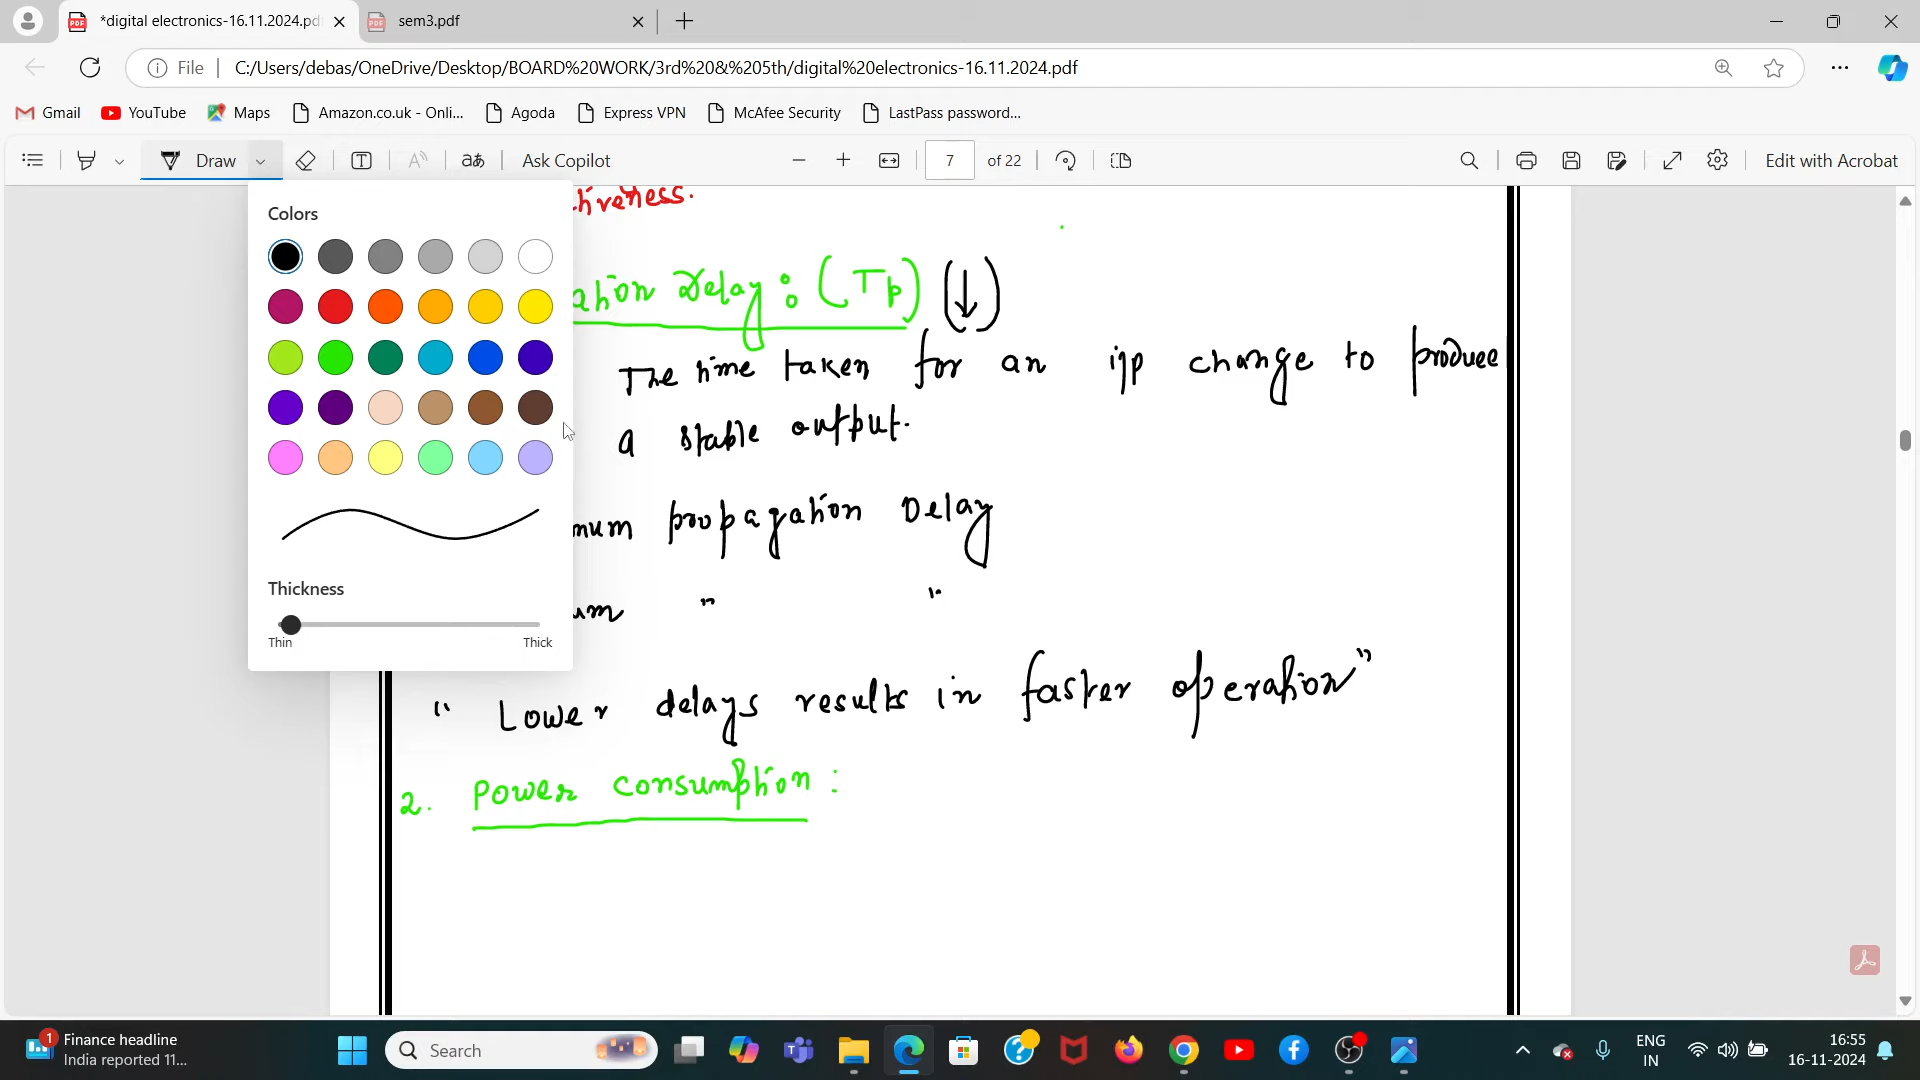 *digital electronics-16.11.2024.pdf
sem3.pdf
File
C:/Users/debas/OneDrive/Desktop/BOARD%20WORK/3rd%20&%205th/digital%20electronics-16.11.2024.pdf
Gmail
YouTube
Maps
Amazon.co.uk - Onli...
Agoda
Express VPN
McAfee Security
LastPass password...
Draw
Ask Copilot
7
of 22
Edit with Acrobat
Colors
Thickness
Thin
Thick
tiveness.
ation Delay : (Tp) (↓)
The time taken for an i/p change to produce
a stable output.
mum propagation Delay
um " "
" Lower delays results in faster operation"
2. Power consumption :
1
Finance headline
India reported 11...
Search
ENG
IN
16:55
16-11-2024